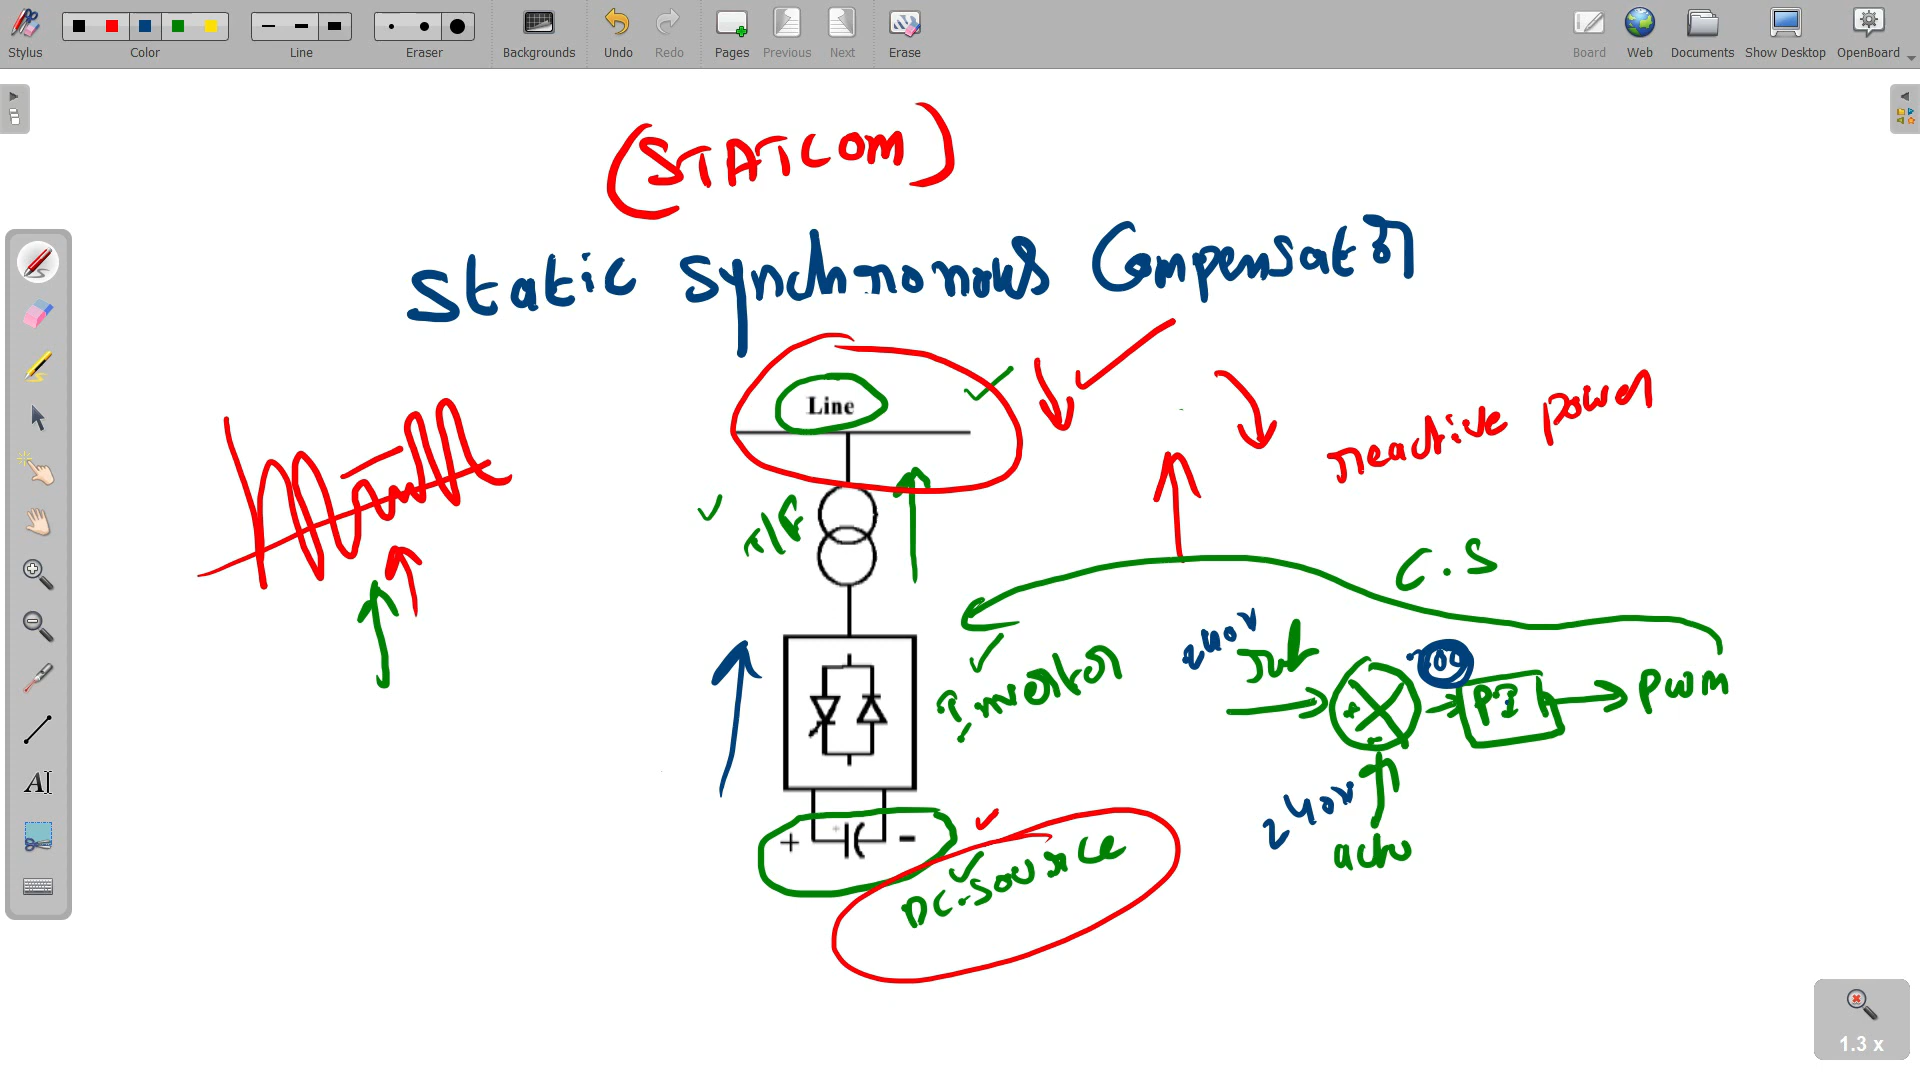 Stylus Color Line Eraser Backgrounds Undo Redo Pages Previous Next Erase Board Web Documents Show Desktop OpenBoard
(STATCOM)
Static Synchronous Compensator
Line
reactive power
T/F
C.S
240V
Inverter
PI
PWM
240V
+
-
DC.Source
1.3 x